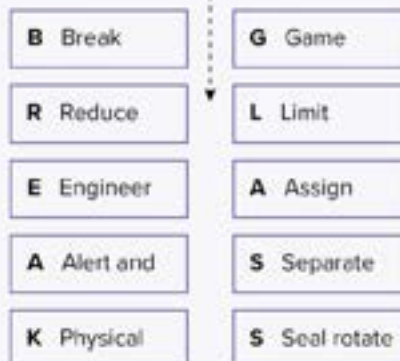 B Break
R Reduce
E Engineer
A Alert and
K Physical
G Game
L Limit
A Assign
S Separate
S Seal rotate